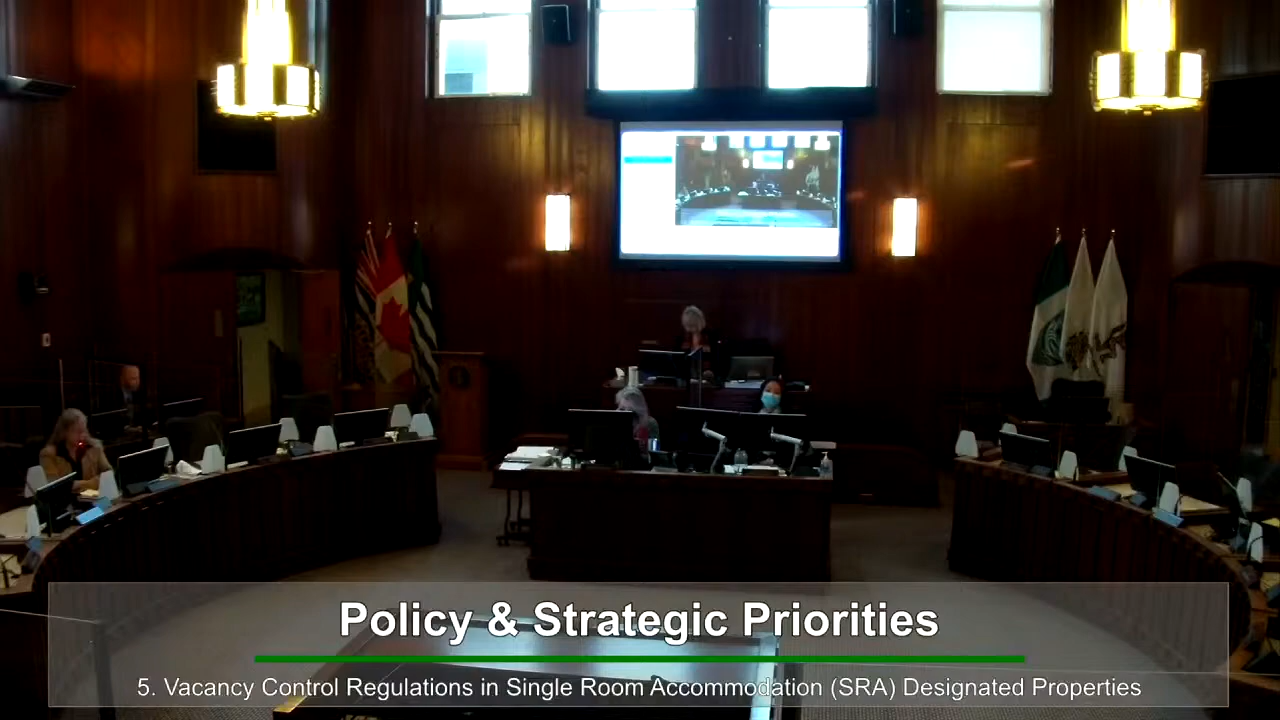 Policy & Strategic Priorities
5. Vacancy Control Regulations in Single Room Accommodation (SRA) Designated Properties